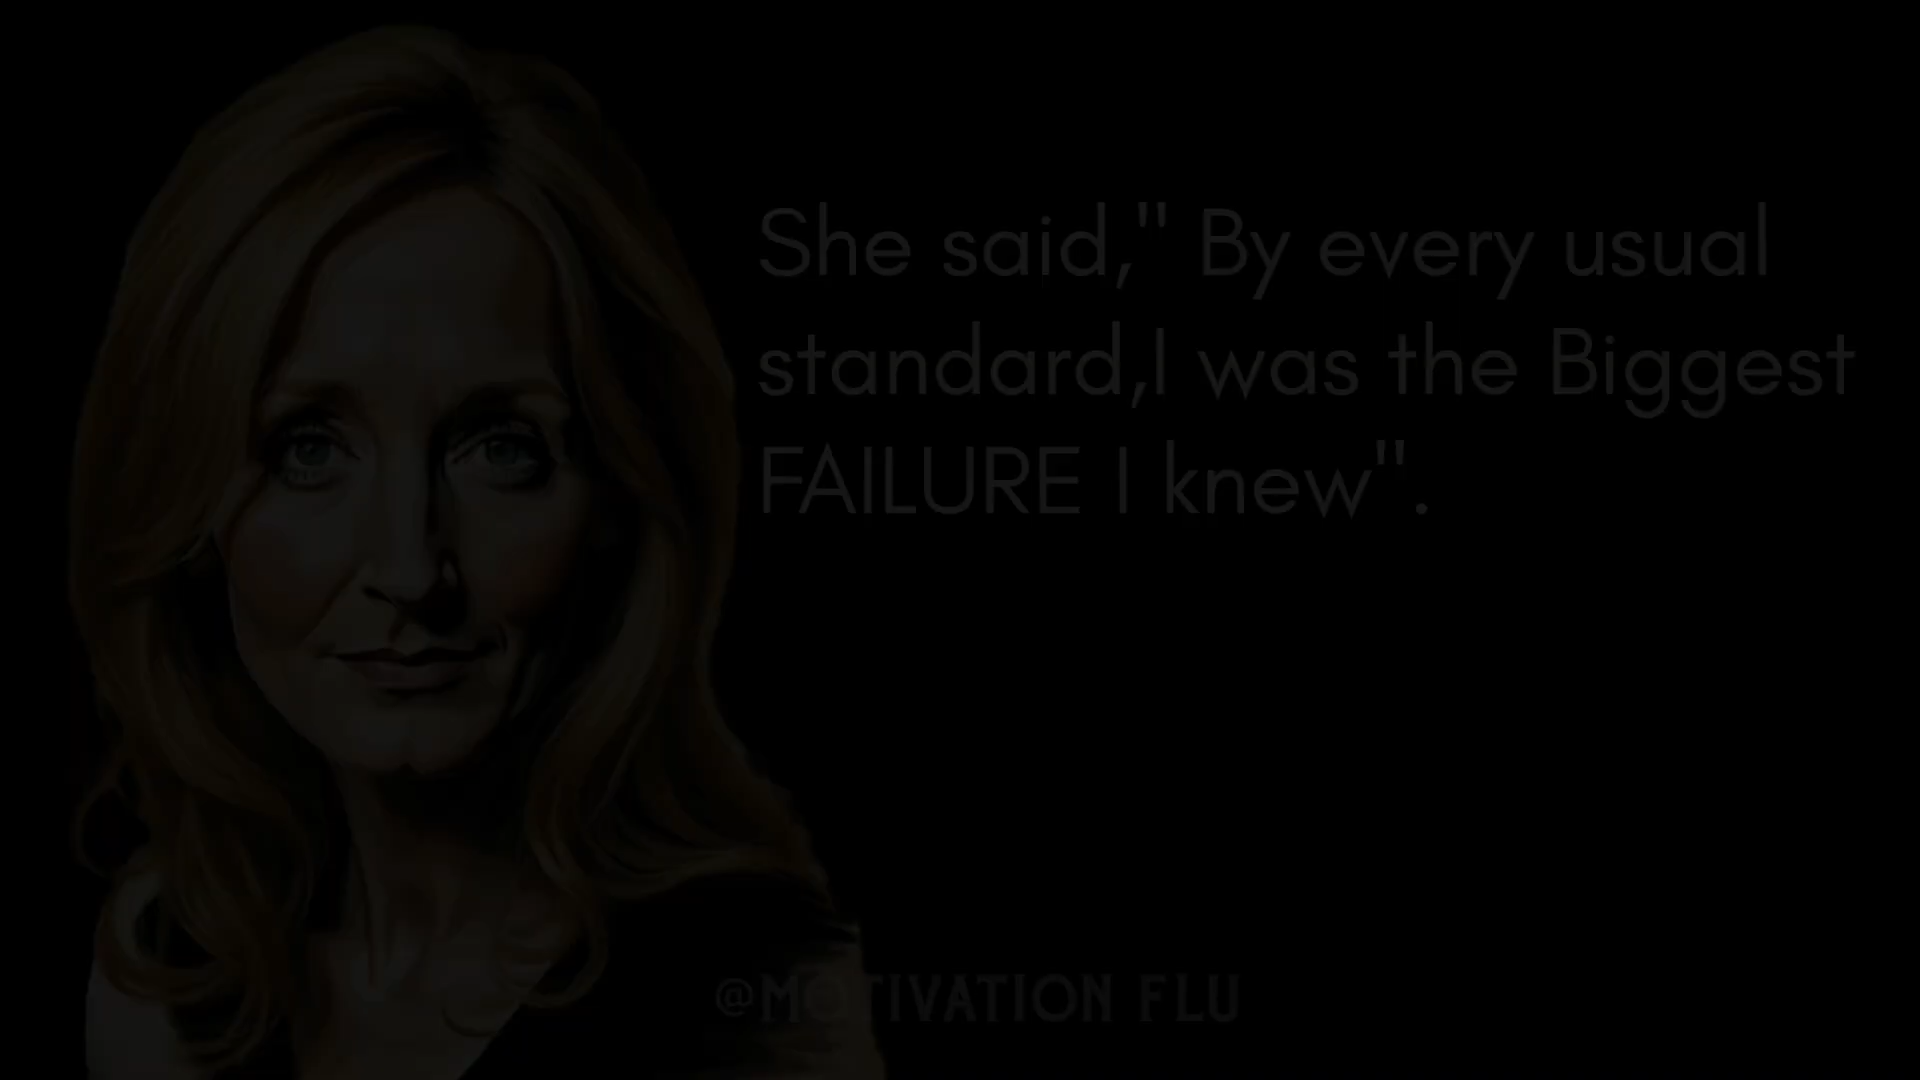 She said," By every usual
standard,I was the Biggest
FAILURE I knew".
@MOTIVATION FLU